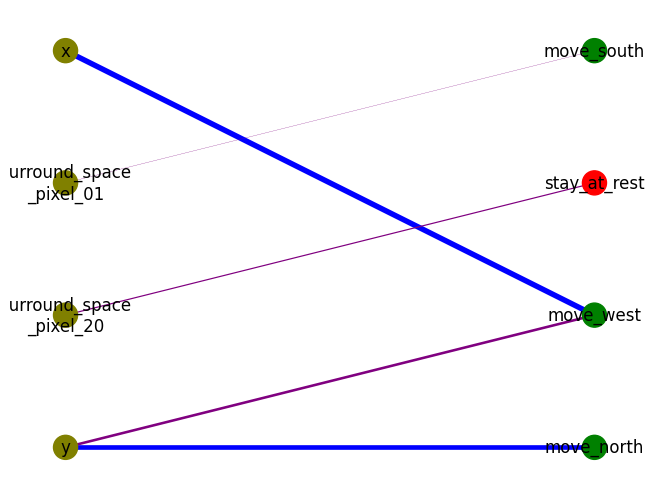 x
move_south
urround_space
_pixel_01
stay_at_rest
urround_space
_pixel_20
move_west
y
move_north